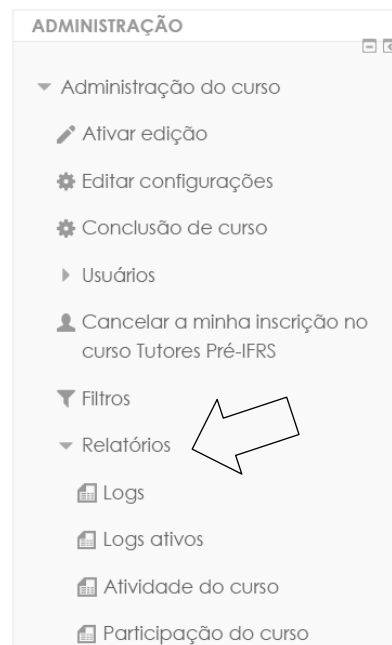 ADMINISTRAÇÃO
Administração do curso
Ativar edição
Editar configurações
Conclusão de curso
Usuários
Cancelar a minha inscrição no
curso Tutores Pré-IFRS
Filtros
Relatórios
Logs
Logs ativos
Atividade do curso
Participação do curso